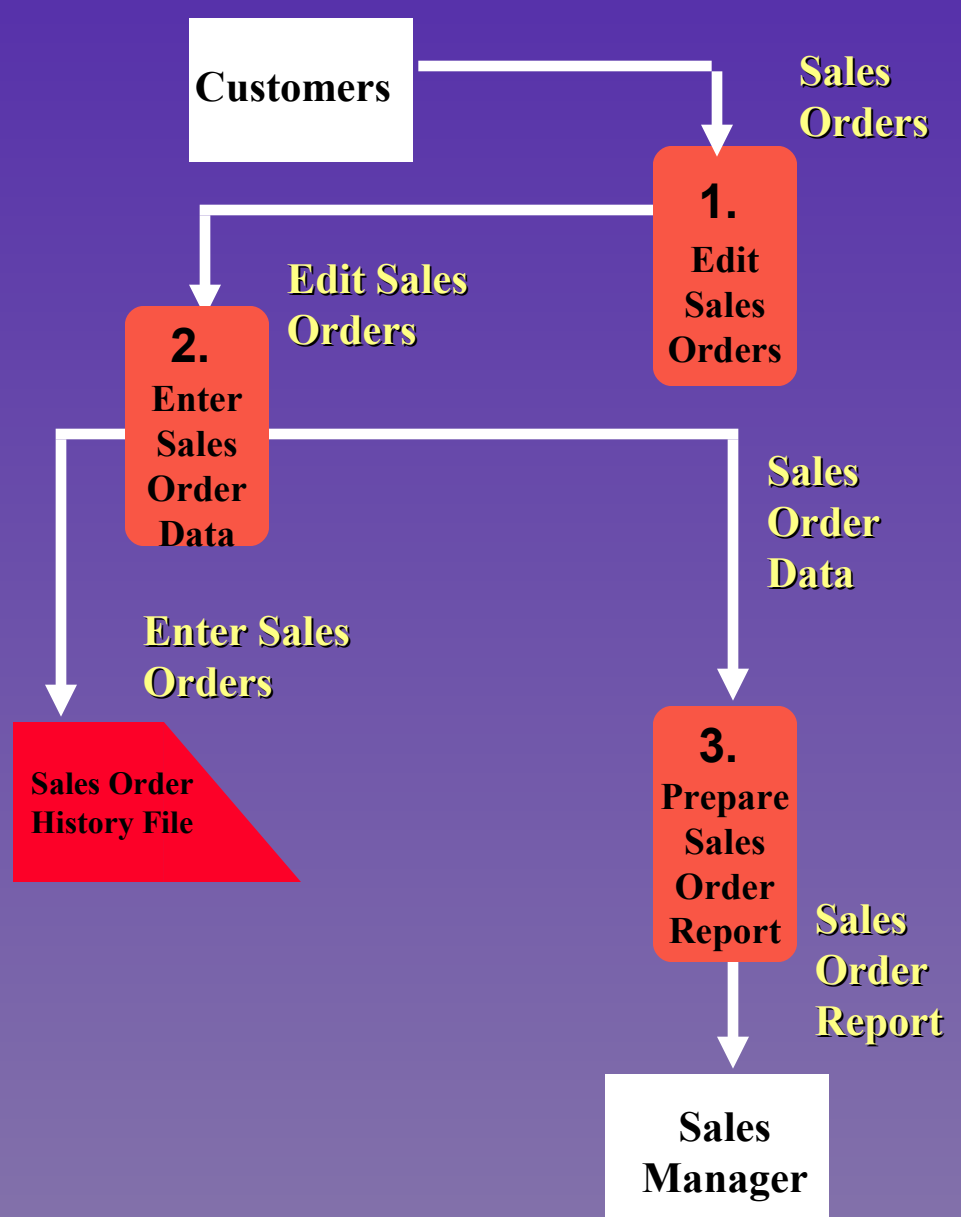 Customers
Sales
Orders
1.
Edit
Sales
Orders
Edit Sales
Orders
2.
Enter
Sales
Order
Data
Sales
Order
Data
Enter Sales
Orders
Sales Order
History File
3.
Prepare
Sales
Order
Report
Sales
Order
Report
Sales
Manager